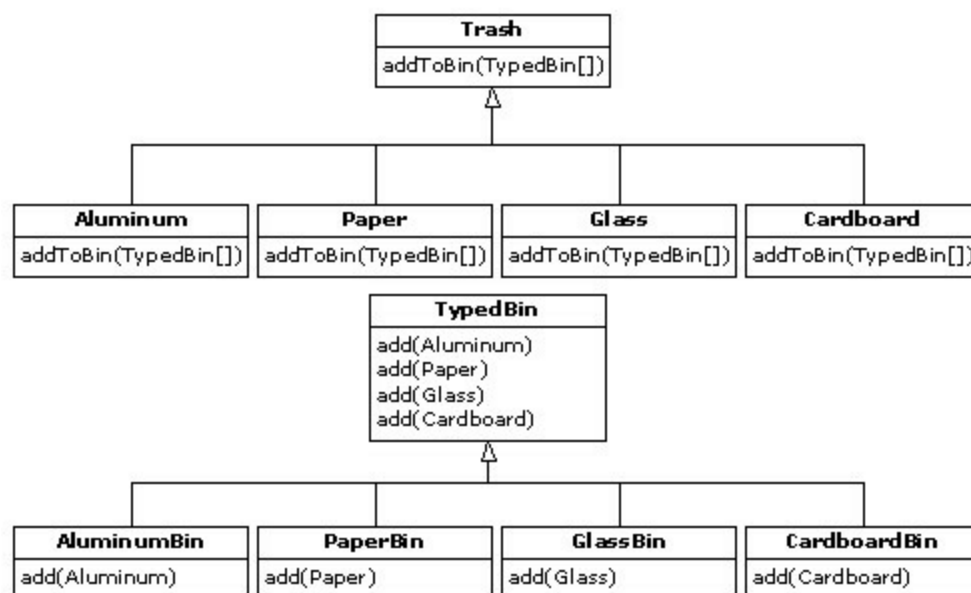 Trash
addToBin(TypedBin[])
Aluminum
addToBin(TypedBin[])
Paper
addToBin(TypedBin[])
Glass
addToBin(TypedBin[])
Cardboard
addToBin(TypedBin[])
TypedBin
add(Aluminum)
add(Paper)
add(Glass)
add(Cardboard)
AluminumBin
add(Aluminum)
PaperBin
add(Paper)
GlassBin
add(Glass)
CardboardBin
add(Cardboard)